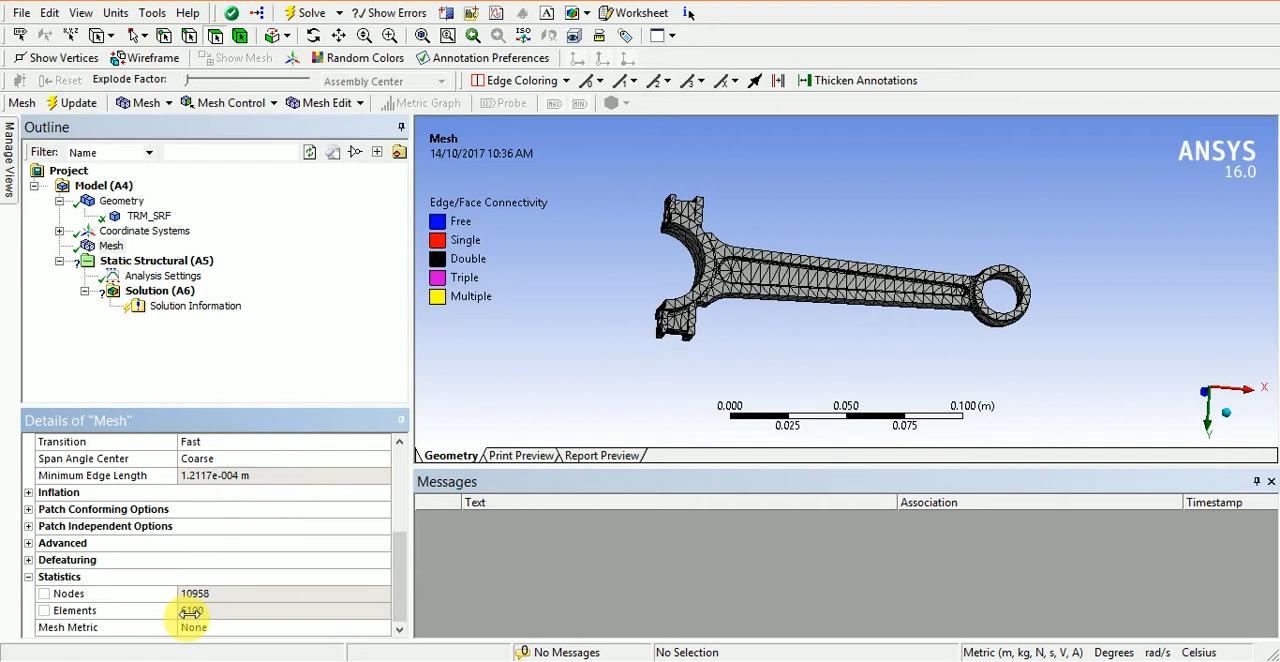 File Edit View Units Tools Help Solve ?/ Show Errors A Worksheet
Show Vertices Wireframe Show Mesh Random Colors Annotation Preferences
Reset Explode Factor: Assembly Center Edge Coloring Thicken Annotations
Mesh Update Mesh Mesh Control Mesh Edit Metric Graph Probe MAX MIN
Manage Views
Outline
Filter: Name
Project
Model (A4)
Geometry
TRM_SRF
Coordinate Systems
Mesh
Static Structural (A5)
Analysis Settings
Solution (A6)
Solution Information
Details of "Mesh"
Transition Fast
Span Angle Center Coarse
Minimum Edge Length 1.2117e-004 m
Inflation
Patch Conforming Options
Patch Independent Options
Advanced
Defeaturing
Statistics
Nodes 10958
Elements
Mesh Metric None
Mesh
14/10/2017 10:36 AM
Edge/Face Connectivity
Free
Single
Double
Triple
Multiple
ANSYS
16.0
0.000 0.050 0.100 (m)
0.025 0.075
X
Y
Geometry Print Preview Report Preview
Messages
Text Association Timestamp
No Messages No Selection Metric (m, kg, N, s, V, A) Degrees rad/s Celsius